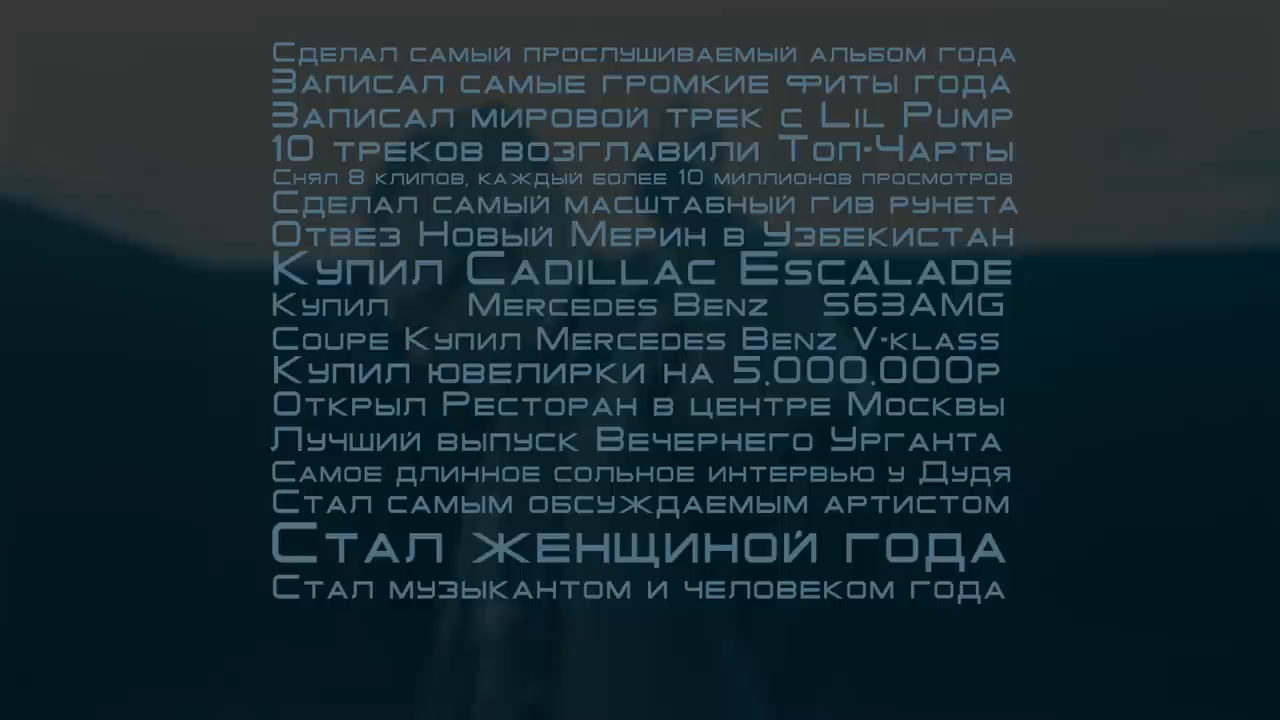 Сделал самый прослушиваемый альбом года
Записал самые громкие фиты года
Записал мировой трек с Lil Pump
10 треков возглавили Топ-Чарты
Снял 8 клипов, каждый более 10 миллионов просмотров
Сделал самый масштабный гив рунета
Отвез Новый Мерин в Узбекистан
Купил Cadillac Escalade
Купил Mercedes Benz S63AMG
Coupe Купил Mercedes Benz V-klass
Купил ювелирки на 5.000.000р
Открыл Ресторан в центре Москвы
Лучший выпуск Вечернего Урганта
Самое длинное сольное интервью у Дудя
Стал самым обсуждаемым артистом
Стал женщиной года
Стал музыкантом и человеком года